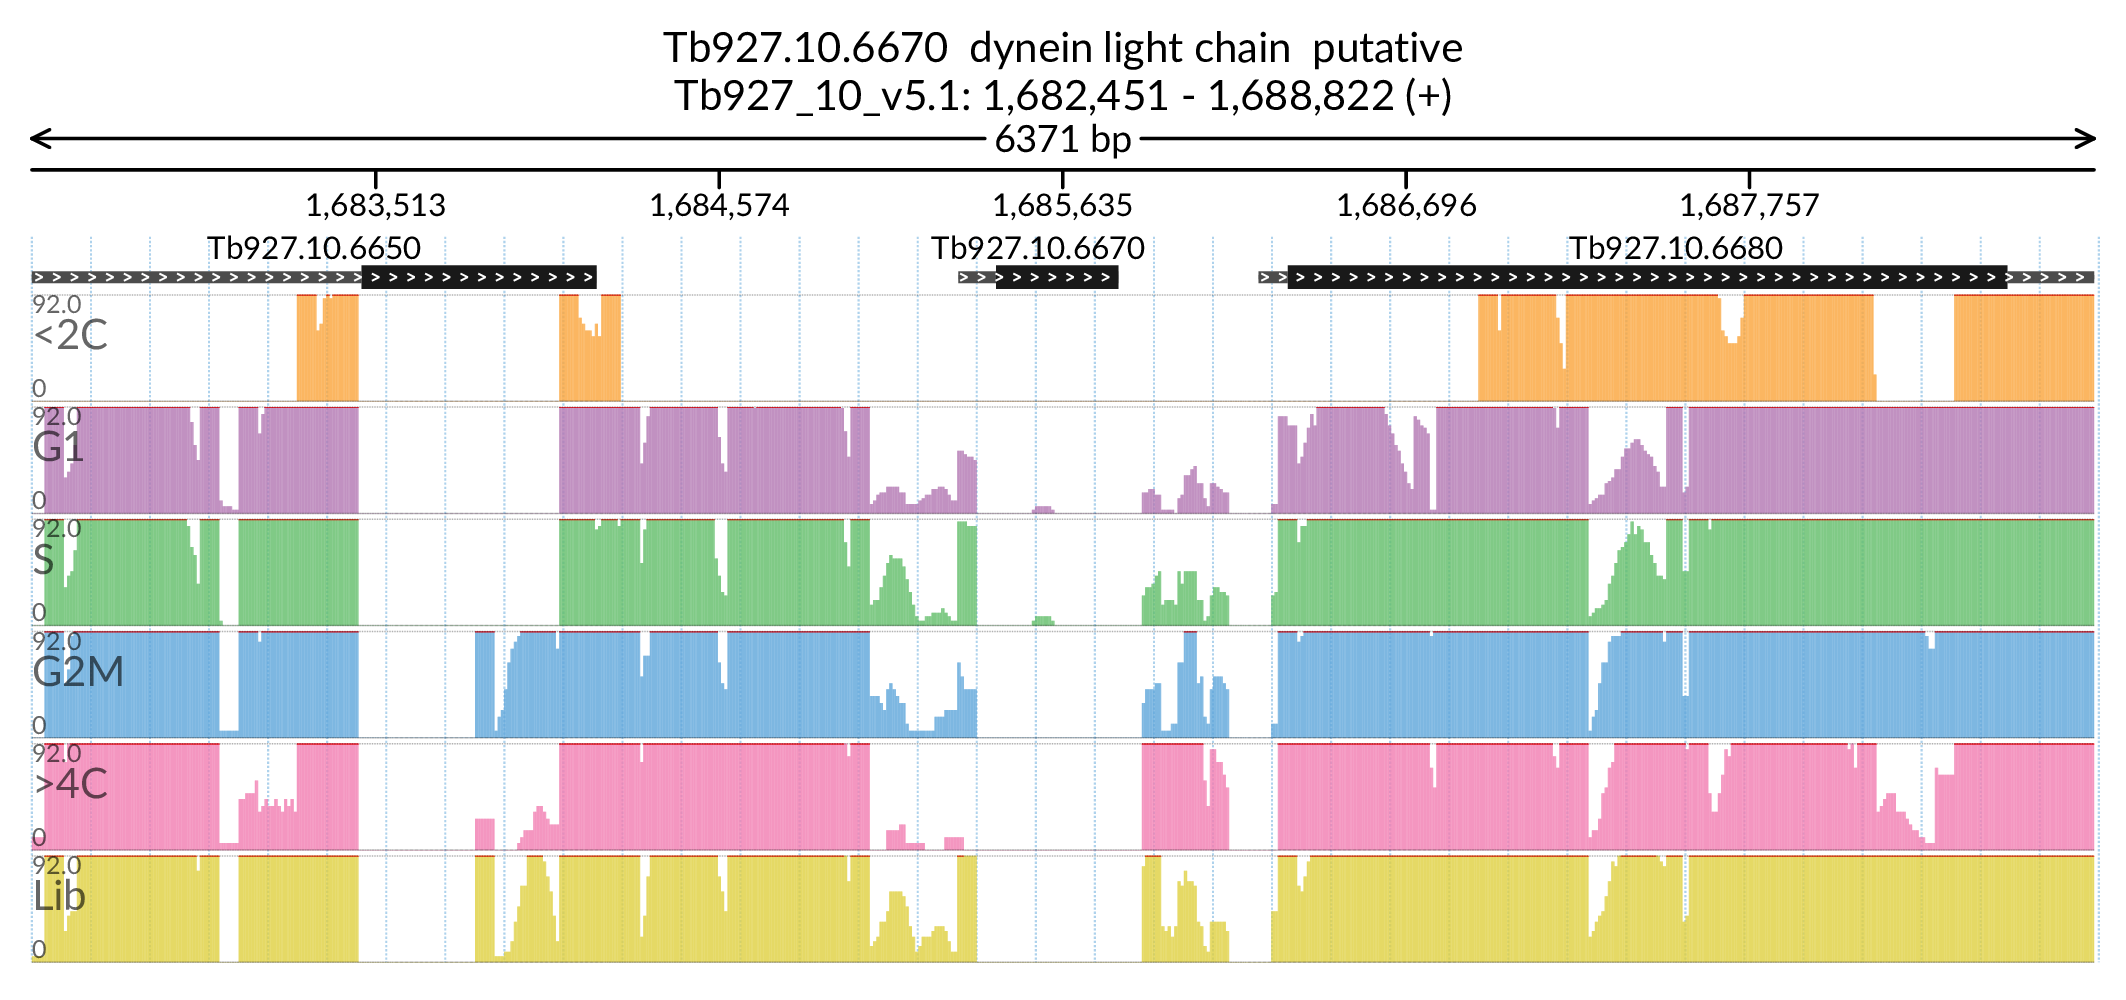 Tb927.10.6670 dynein light chain putative
Tb927_10_v5.1: 1,682,451 - 1,688,822 (+)
6371 bp
1,683,513 1,684,574 1,685,635 1,686,696 1,687,757
Tb927.10.6650 Tb927.10.6670 Tb927.10.6680
92.0
<2C
0
92.0
G1
0
92.0
S
0
92.0
G2M
0
92.0
>4C
0
92.0
Lib
0